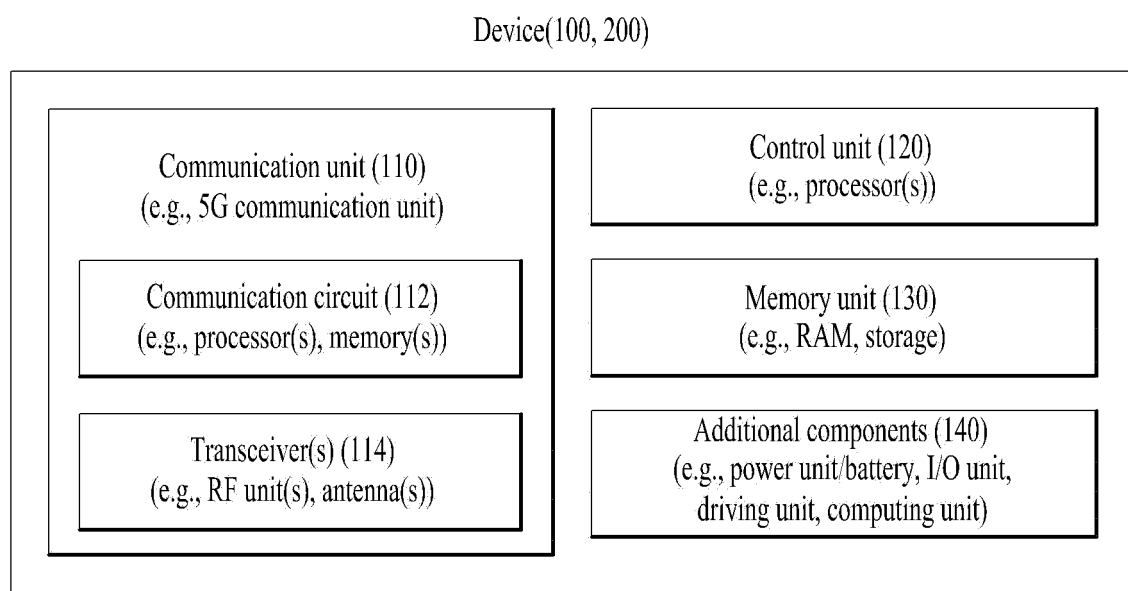 Device(100, 200)
Communication unit (110)
(e.g., 5G communication unit)
Communication circuit (112)
(e.g., processor(s), memory(s))
Transceiver(s) (114)
(e.g., RF unit(s), antenna(s))
Control unit (120)
(e.g., processor(s))
Memory unit (130)
(e.g., RAM, storage)
Additional components (140)
(e.g., power unit/battery, I/O unit,
driving unit, computing unit)